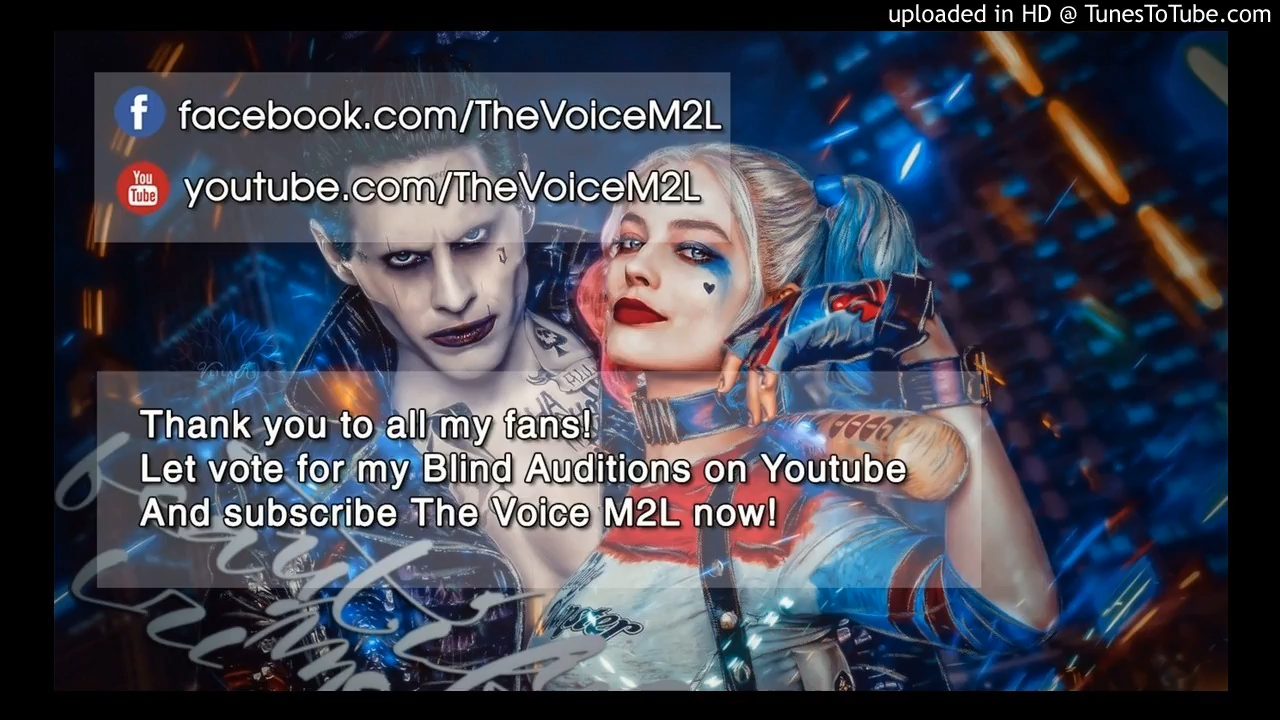 uploaded in HD @ TunesToTube.com
facebook.com/TheVoiceM2L
You
Tube
youtube.com/TheVoiceM2L
Thank you to all my fans!
Let vote for my Blind Auditions on Youtube
And subscribe The Voice M2L now!